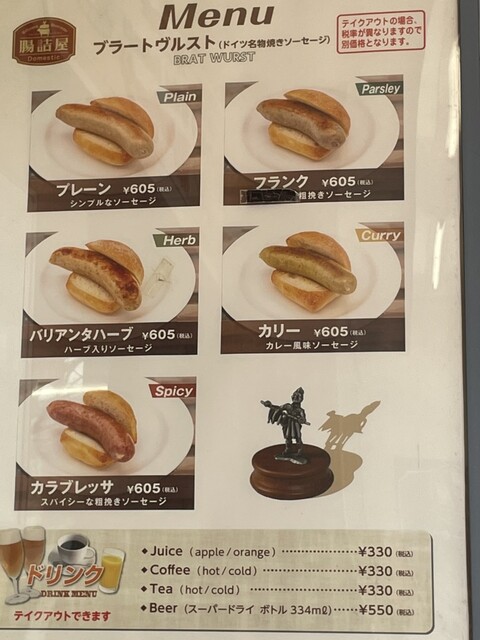 Menu
腸詰屋
Domestic
ブラートヴルスト(ドイツ名物焼きソーセージ)
BRAT WURST
テイクアウトの場合、
税率が異なりますので
別価格となります。
Plain
プレーン ¥605(税込)
シンプルなソーセージ
Parsley
フランク ¥605(税込)
粗挽きソーセージ
Herb
バリアンタハーブ ¥605(税込)
ハーブ入りソーセージ
Curry
カリー ¥605(税込)
カレー風味ソーセージ
Spicy
カラブレッサ ¥605(税込)
スパイシーな粗挽きソーセージ
ドリンク
DRINK MENU
テイクアウトできます
◆Juice (apple/orange) ……………¥330(税込)
◆Coffee (hot/cold) ………………¥330(税込)
◆Tea (hot/cold) …………………¥330(税込)
◆Beer (スーパードライ ボトル 334mℓ)……¥550(税込)